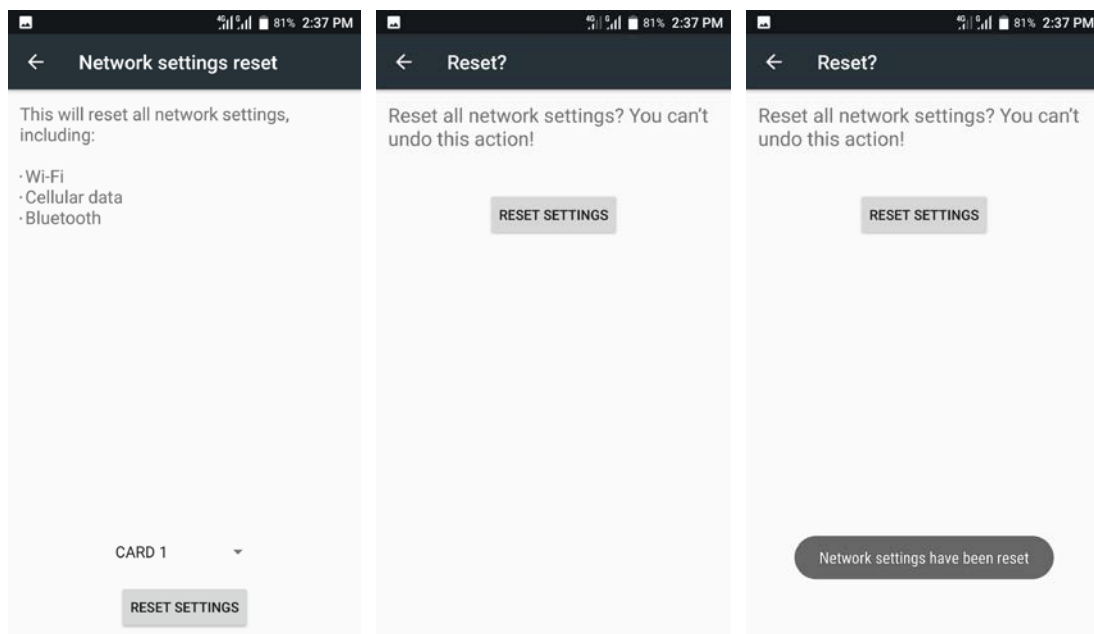 4G G 81% 2:37 PM
Network settings reset
This will reset all network settings,
including:
· Wi-Fi
· Cellular data
· Bluetooth
CARD 1
RESET SETTINGS
4G G 81% 2:37 PM
Reset?
Reset all network settings? You can't
undo this action!
RESET SETTINGS
4G G 81% 2:37 PM
Reset?
Reset all network settings? You can't
undo this action!
RESET SETTINGS
Network settings have been reset